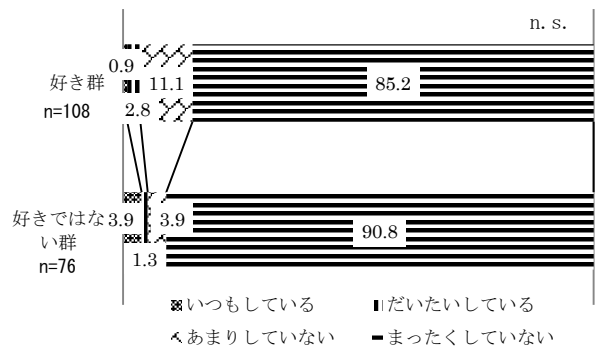 n.s.
0.9
好き群
11.1
85.2
n=108
2.8
好きではな
い群
3.9
3.9
90.8
n=76
1.3
いつもしている
だいたいしている
あまりしていない
まったくしていない